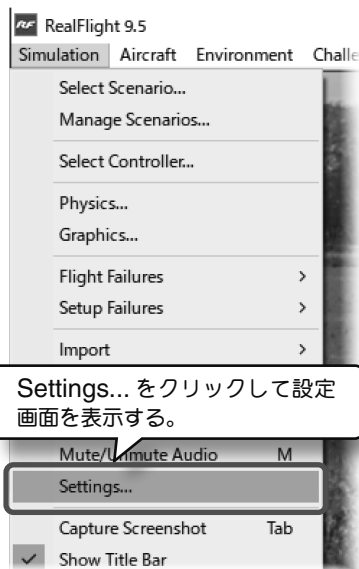 RF RealFlight 9.5
Simulation Aircraft Environment Challe
Select Scenario...
Manage Scenarios...
Select Controller...
Physics...
Graphics...
Flight Failures >
Setup Failures >
Import >
Settings... をクリックして設定
画面を表示する。
Mute/Unmute Audio M
Settings...
Capture Screenshot Tab
Show Title Bar